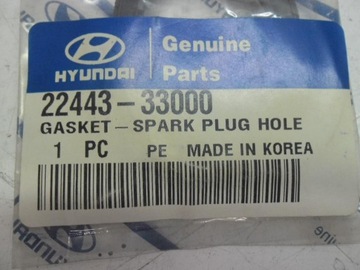 HYUNDAI
Genuine
Parts
22443-33000
GASKET-SPARK PLUG HOLE
1 PC PE MADE IN KOREA